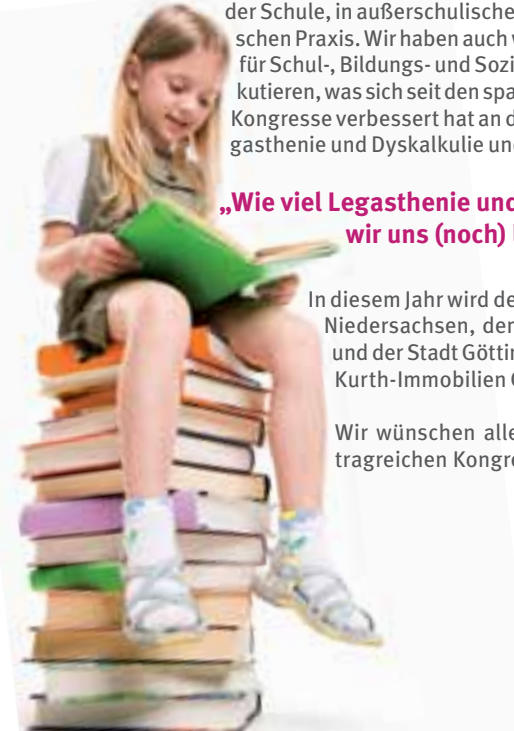 der Schule, in außerschulische
schen Praxis. Wir haben auch
für Schul-, Bildungs- und Sozi
kutieren, was sich seit den spa
Kongresse verbessert hat an d
gasthenie und Dyskalkulie und
„Wie viel Legasthenie und
wir uns (noch)
In diesem Jahr wird de
Niedersachsen, der
und der Stadt Göttin
Kurth-Immobilien
Wir wünschen alle
tragreichen Kongre